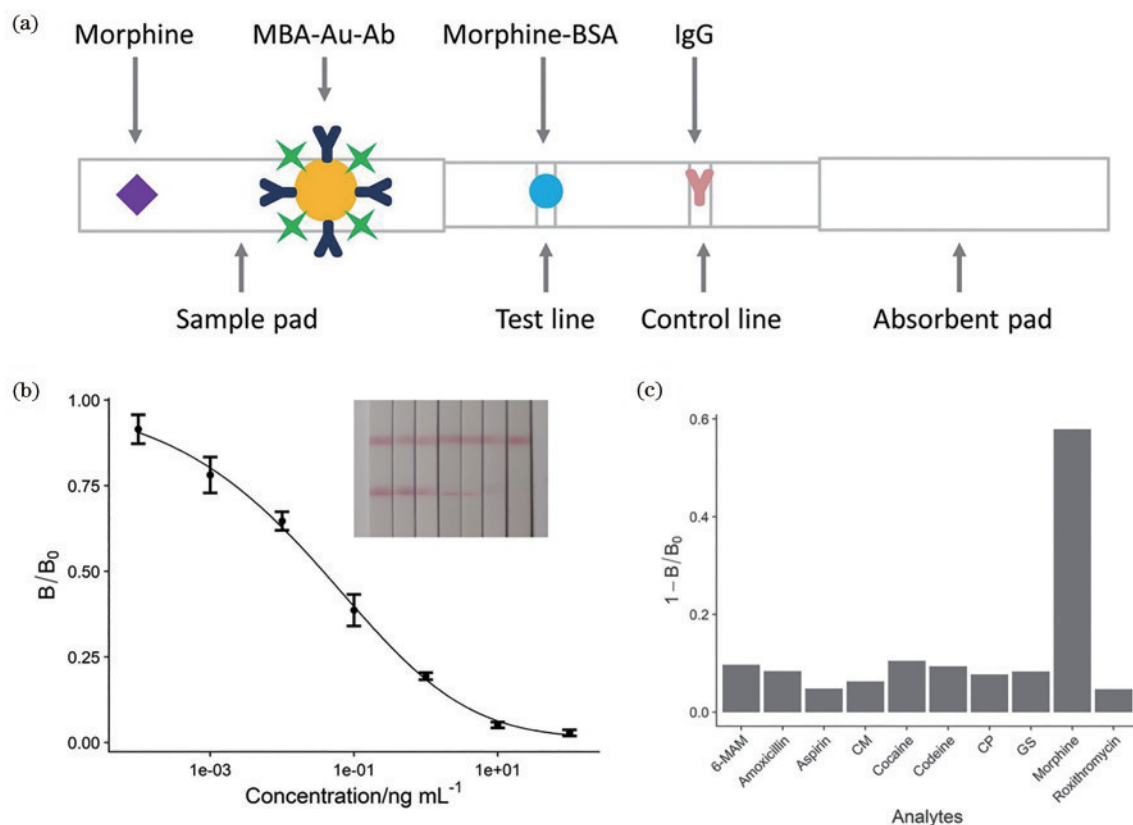 (a)
Morphine MBA-Au-Ab Morphine-BSA IgG
Sample pad Test line Control line Absorbent pad
(b)
B/B₀
1.00
0.75
0.50
0.25
0.00
1e-03 1e-01 1e+01
Concentration/ng mL⁻¹
(c)
1 – B/B₀
0.6
0.4
0.2
0.0
6-MAM
Amoxicillin
Aspirin
CM
Cocaine
Codeine
CP
GS
Morphine
Roxithromycin
Analytes